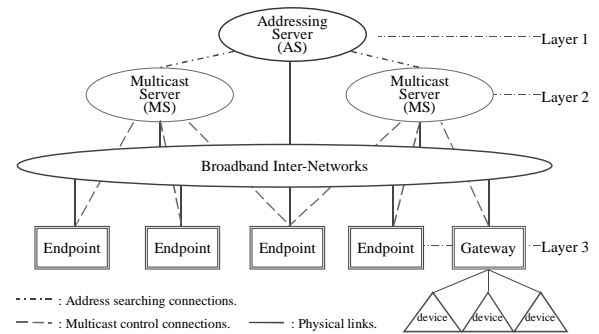 Addressing
Server
(AS)
Layer 1
Multicast
Server
(MS)
Multicast
Server
(MS)
Layer 2
Broadband Inter-Networks
Endpoint
Endpoint
Endpoint
Endpoint
Gateway
Layer 3
: Address searching connections.
: Multicast control connections.
: Physical links.
device
device
device